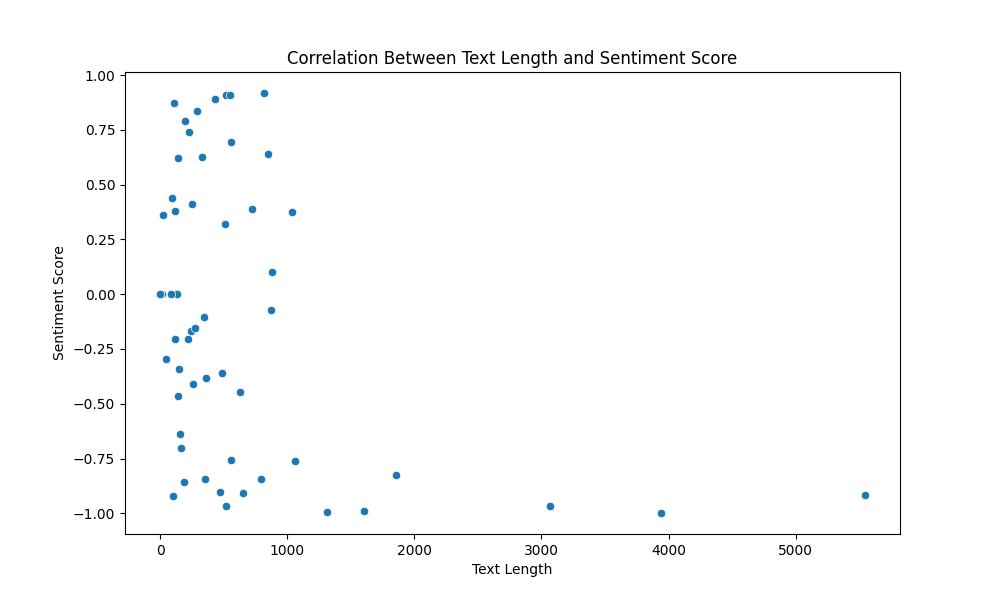 Correlation Between Text Length and Sentiment Score
1.00
0.75
0.50
0.25
0.00
−0.25
−0.50
−0.75
−1.00
Sentiment Score
0 1000 2000 3000 4000 5000
Text Length